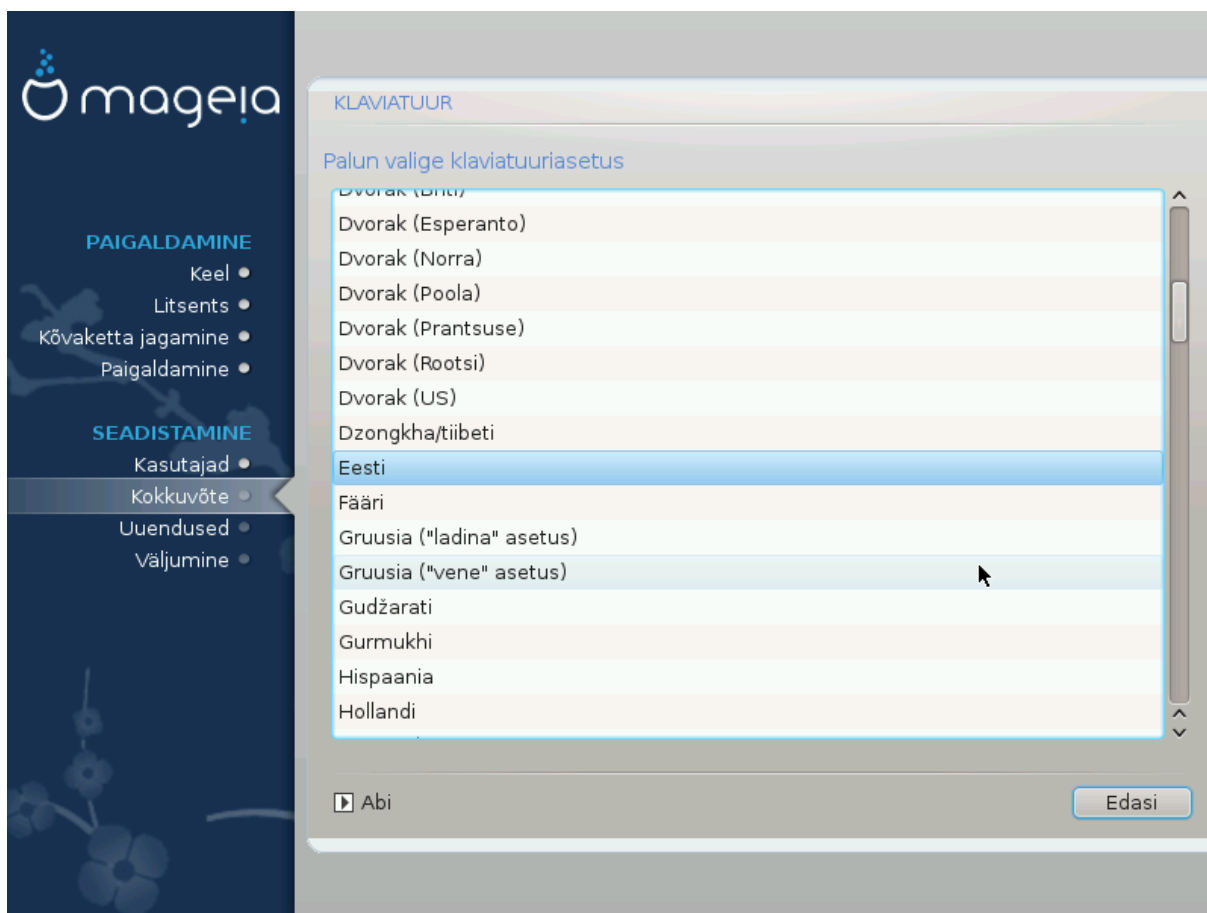 mageia
PAIGALDAMINE
Keel
Litsents
Kõvaketta jagamine
Paigaldamine
SEADISTAMINE
Kasutajad
Kokkuvõte
Uuendused
Väljumine
KLAVIATUUR
Palun valige klaviatuuriasetus
Dvorak (Briti)
Dvorak (Esperanto)
Dvorak (Norra)
Dvorak (Poola)
Dvorak (Prantsuse)
Dvorak (Rootsi)
Dvorak (US)
Dzongkha/tiibeti
Eesti
Fääri
Gruusia ("ladina" asetus)
Gruusia ("vene" asetus)
Gudžarati
Gurmukhi
Hispaania
Hollandi
Abi
Edasi